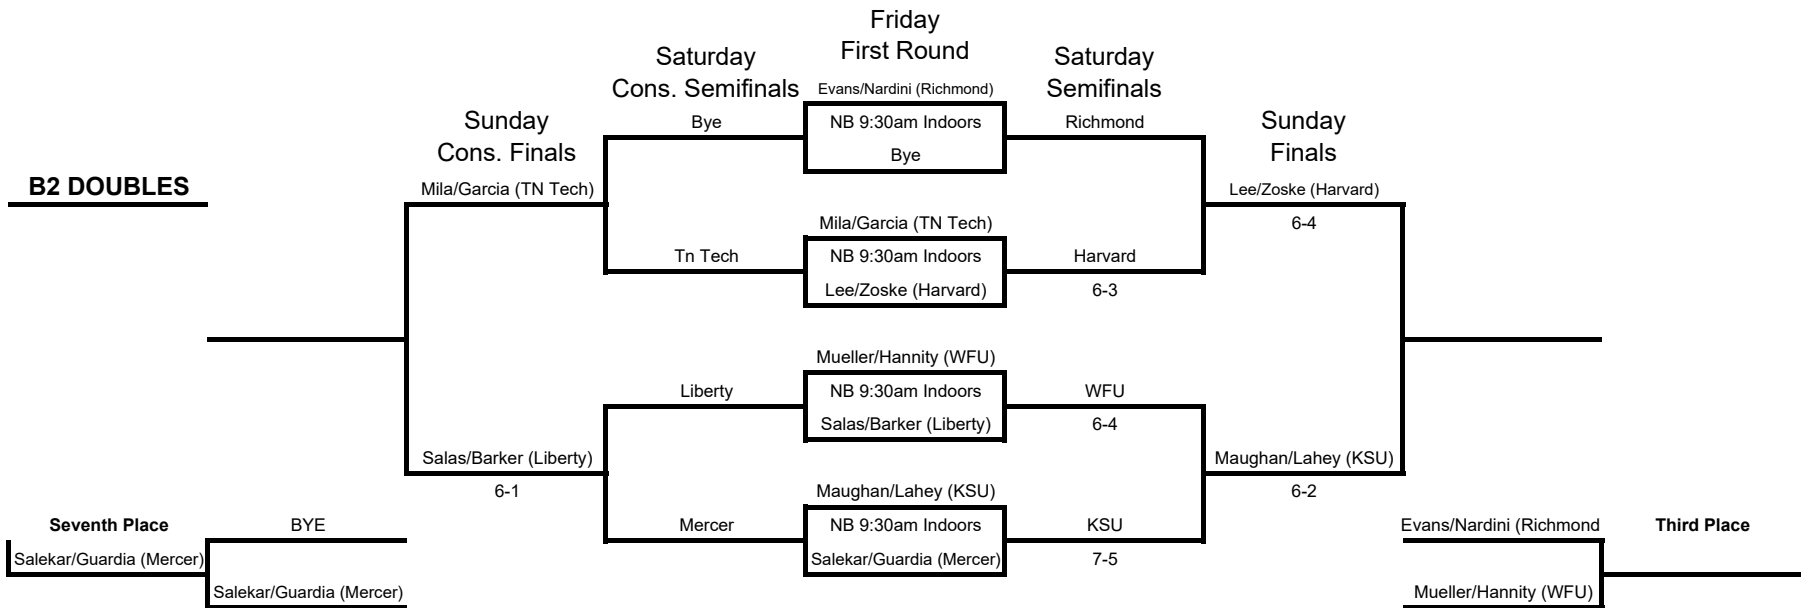 Friday
First Round
Saturday
Cons. Semifinals
Saturday
Semifinals
Evans/Nardini (Richmond)
Sunday
Cons. Finals
Bye
NB 9:30am Indoors
Richmond
Sunday
Finals
Bye
B2 DOUBLES
Mila/Garcia (TN Tech)
Lee/Zoske (Harvard)
Mila/Garcia (TN Tech)
6-4
Tn Tech
NB 9:30am Indoors
Harvard
Lee/Zoske (Harvard)
6-3
Mueller/Hannity (WFU)
Liberty
NB 9:30am Indoors
WFU
Salas/Barker (Liberty)
6-4
Salas/Barker (Liberty)
Maughan/Lahey (KSU)
6-1
Maughan/Lahey (KSU)
6-2
Seventh Place
BYE
Mercer
NB 9:30am Indoors
KSU
Evans/Nardini (Richmond
Third Place
Salekar/Guardia (Mercer)
Salekar/Guardia (Mercer)
7-5
Salekar/Guardia (Mercer)
Mueller/Hannity (WFU)